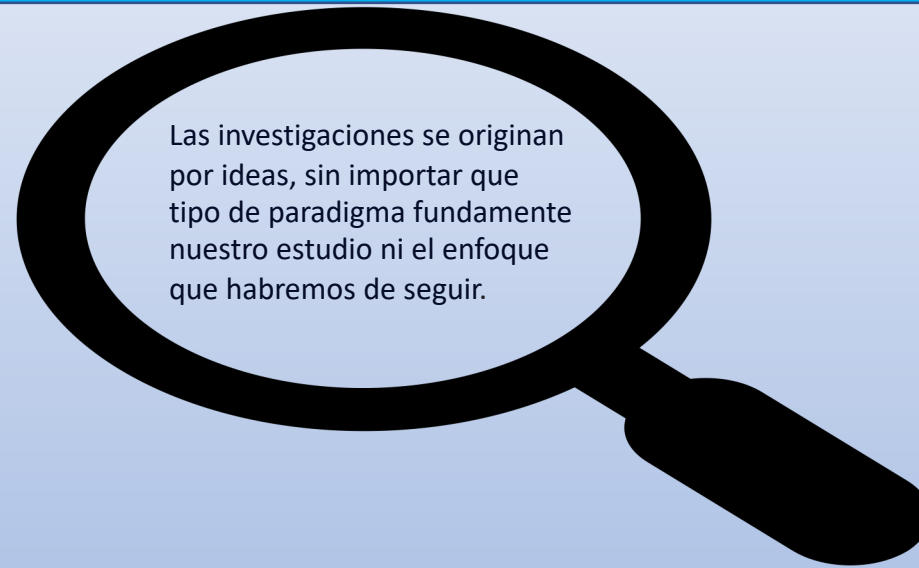 Las investigaciones se originan
por ideas, sin importar que
tipo de paradigma fundamente
nuestro estudio ni el enfoque
que habremos de seguir.